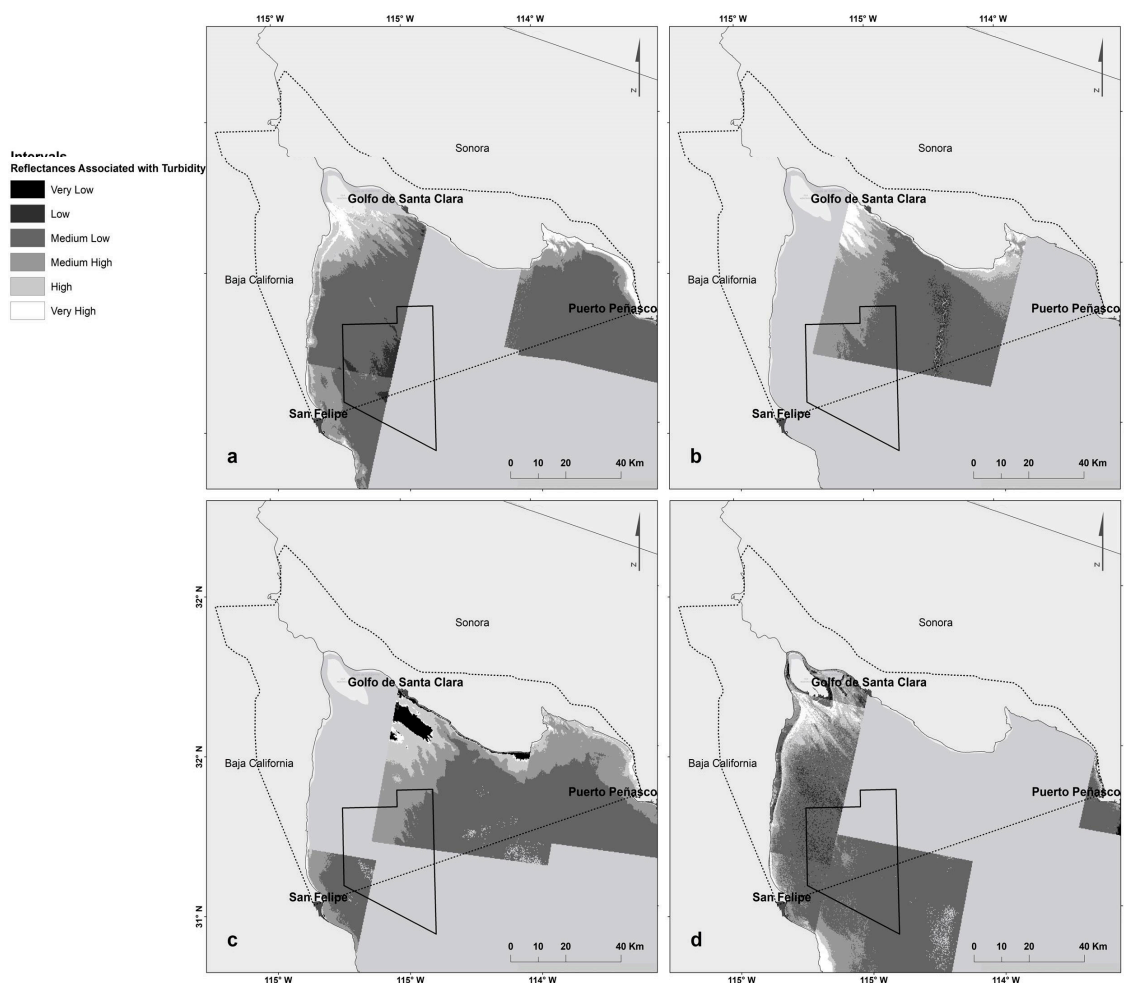 115° W 115° W 114° W 115° W 115° W 114° W
Intervals
Reflectances Associated with Turbidity
Very Low
Low
Medium Low
Medium High
High
Very High
N
Sonora
Golfo de Santa Clara
Baja California
Puerto Peñasco
San Felipe
a
0 10 20 40 Km
N
Sonora
Golfo de Santa Clara
Baja California
Puerto Peñasco
San Felipe
b
0 10 20 40 Km
32° N
32° N
31° N
N
Sonora
Golfo de Santa Clara
Baja California
Puerto Peñasco
San Felipe
c
0 10 20 40 Km
N
Sonora
Golfo de Santa Clara
Baja California
Puerto Peñasco
San Felipe
d
0 10 20 40 Km
115° W 115° W 114° W 115° W 115° W 114° W